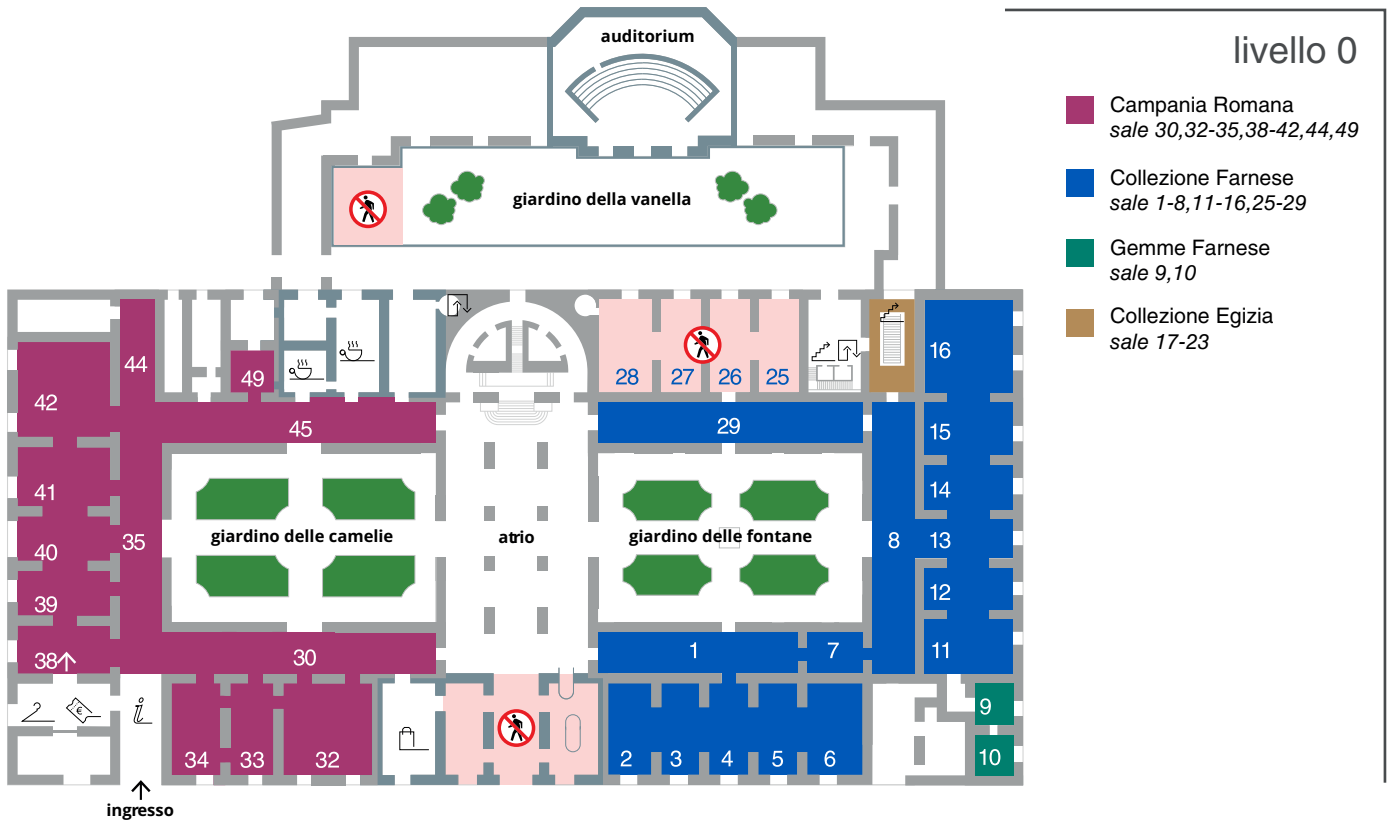 livello 0
Campania Romana
sale 30,32-35,38-42,44,49
Collezione Farnese
sale 1-8,11-16,25-29
Gemme Farnese
sale 9,10
Collezione Egizia
sale 17-23
auditorium
giardino della vanella
44
49
28
27
26
25
16
42
45
29
15
41
14
35
giardino delle camelie
atrio
giardino delle fontane
8
13
40
39
12
38
30
1
7
11
i
€
9
34
33
32
2
3
4
5
6
10
ingresso